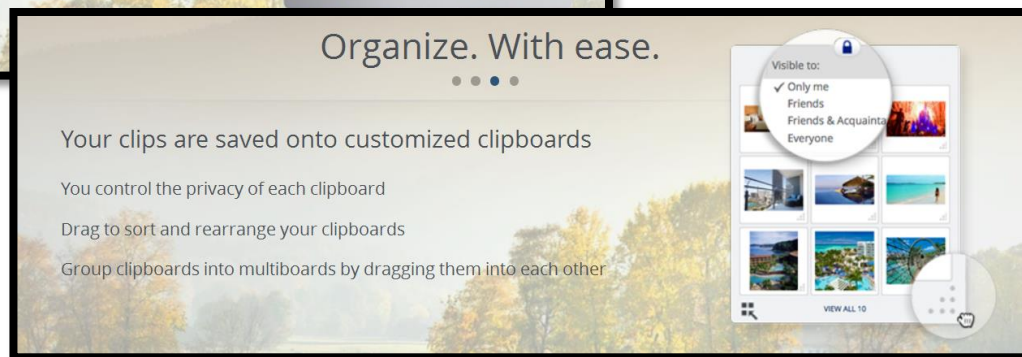 Organize. With ease.
Your clips are saved onto customized clipboards
You control the privacy of each clipboard
Drag to sort and rearrange your clipboards
Group clipboards into multiboards by dragging them into each other
Visible to:
Only me
Friends
Friends & Acquainta
Everyone
VIEW ALL 10